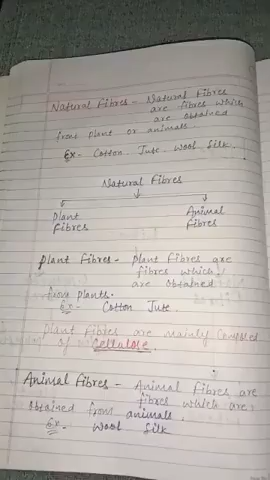 Natural Fibres - Natural Fibres
are fibres which
are obtained
from plant or animals
Ex - Cotton Jute Wool Silk.
Natural Fibres
Plant Animal
Fibres Fibres
Plant Fibres - Plant Fibres are
fibres which
are obtained
from plants.
Ex - Cotton Jute.
Plant Fibres are mainly composed
of Cellulose.
Animal Fibres - Animal Fibres are
fibres which are
obtained from animals.
Ex. Wool Silk